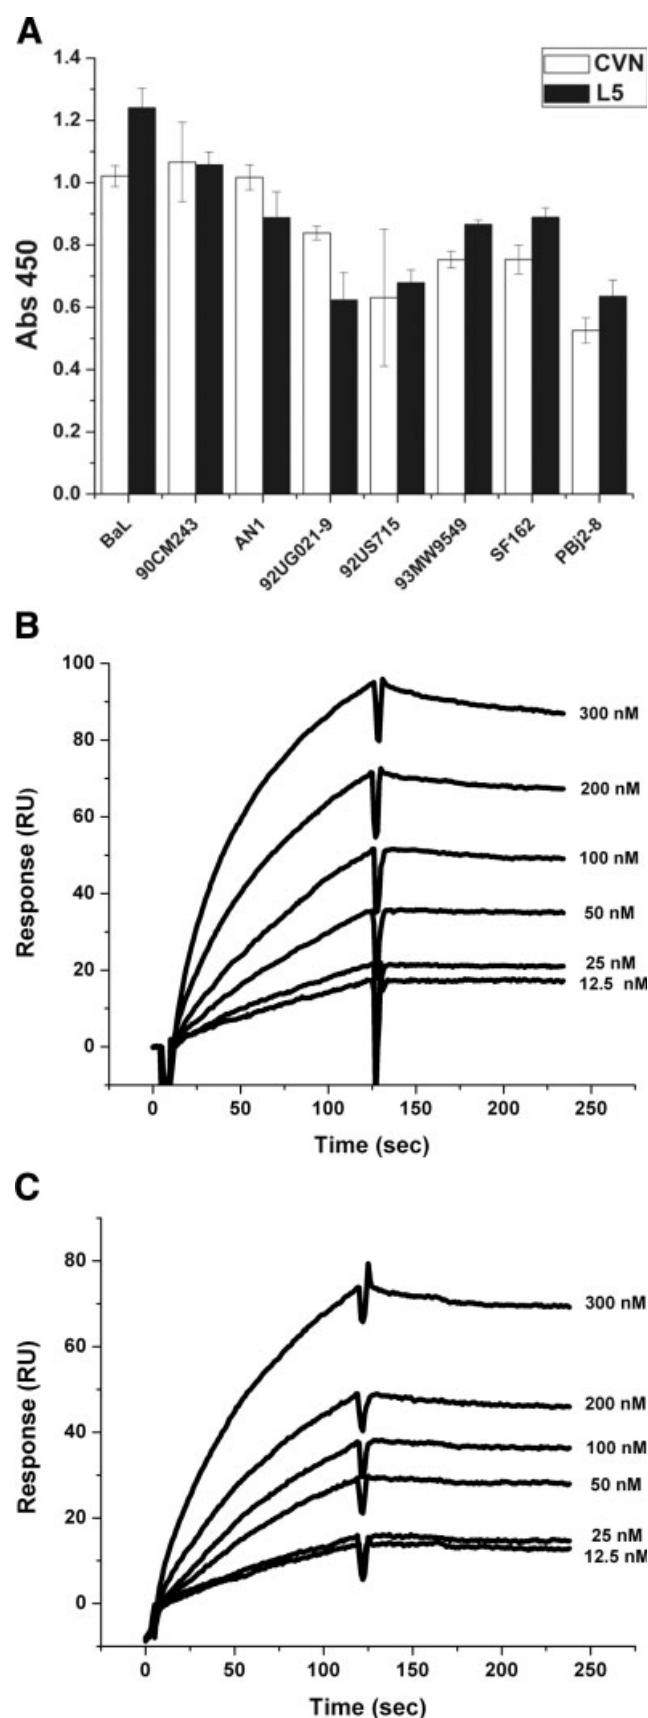 A
CVN
L5
1.4
1.2
1.0
0.8
0.6
0.4
0.2
0.0
Abs 450
BaL
90CM243
AN1
92UG021-9
92US715
93MW9549
SF162
PBj2-8
B
100
80
60
40
20
0
Response (RU)
300 nM
200 nM
100 nM
50 nM
25 nM
12.5 nM
0 50 100 150 200 250
Time (sec)
C
80
60
40
20
0
Response (RU)
300 nM
200 nM
100 nM
50 nM
25 nM
12.5 nM
0 50 100 150 200 250
Time (sec)